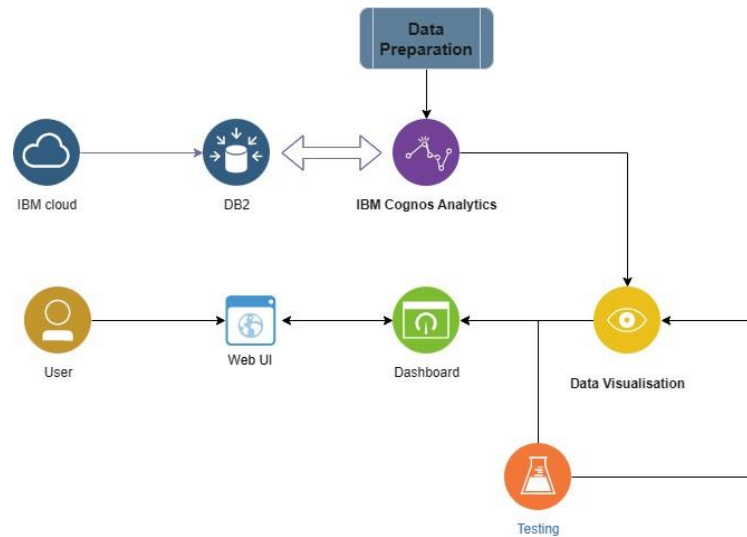 Data
Preparation
IBM cloud
DB2
IBM Cognos Analytics
User
Web UI
Dashboard
Data Visualisation
Testing